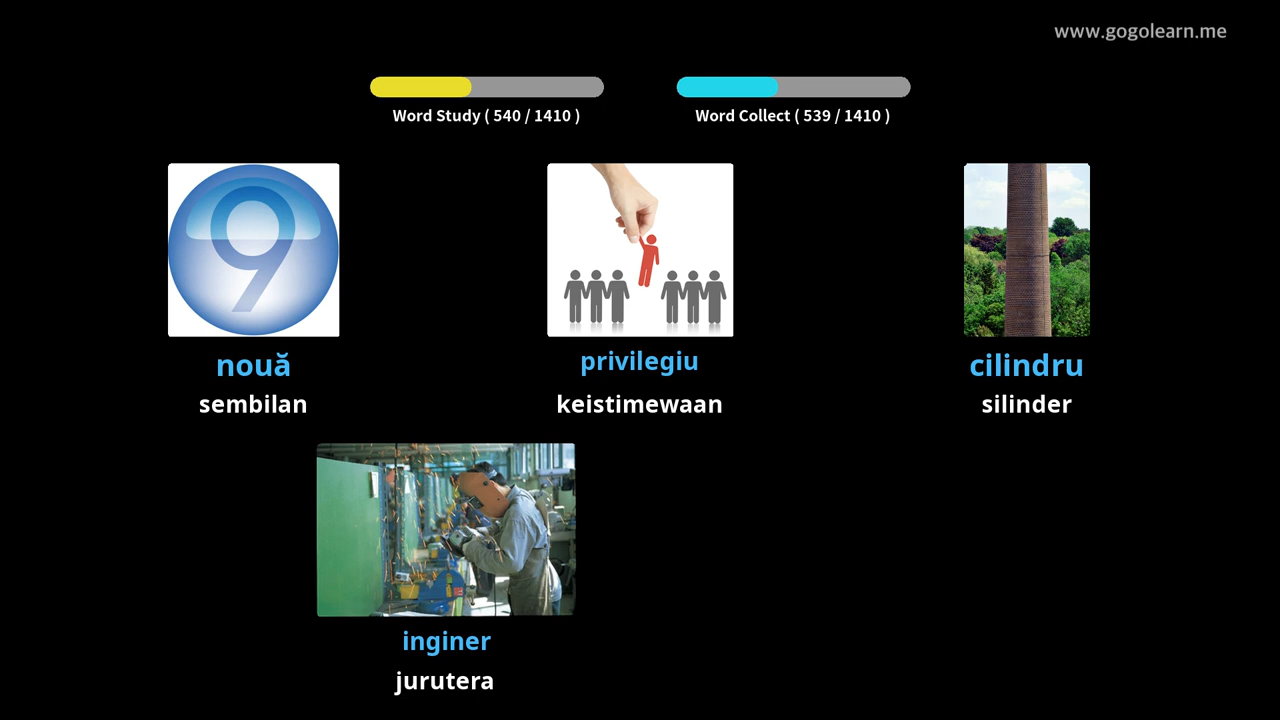 www.gogolearn.me
Word Study ( 540 / 1410 )
Word Collect ( 539 / 1410 )
9
nouă
privilegiu
cilindru
sembilan
keistimewaan
silinder
inginer
jurutera